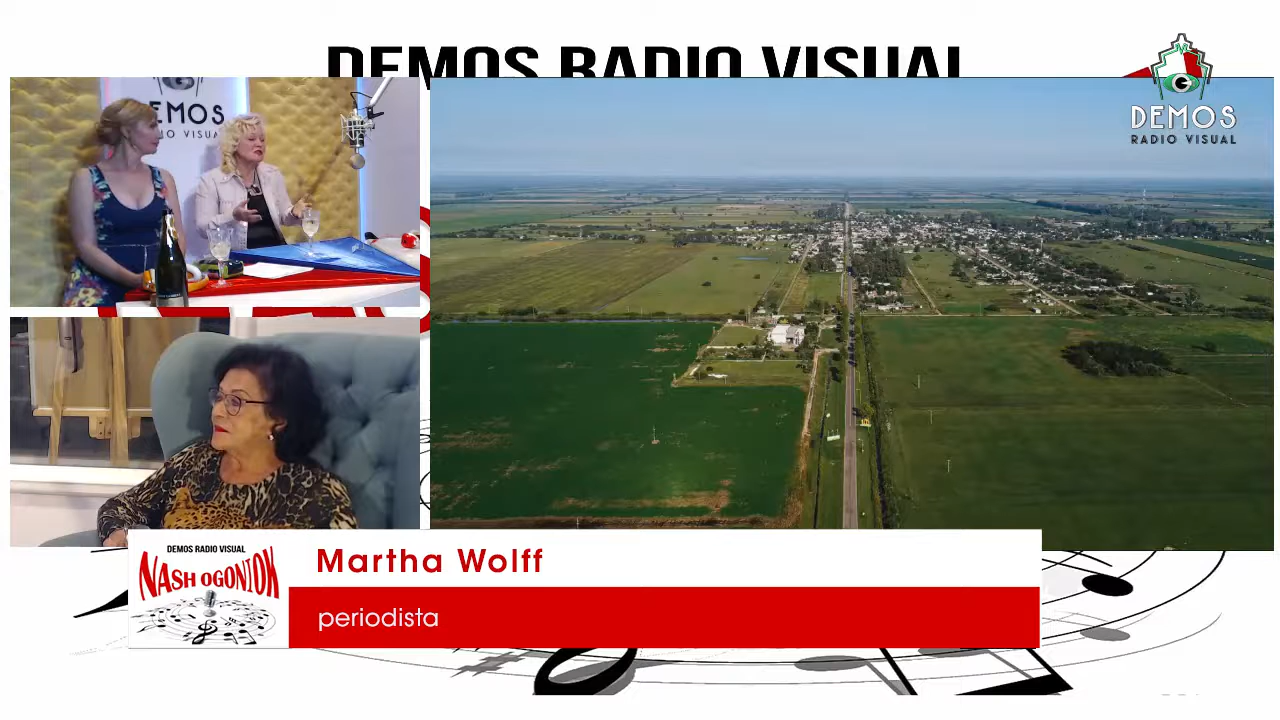 DEMOS RADIO VISUAL
DEMOS
RADIO VISUAL
DEMOS
RADIO VISUAL
DEMOS RADIO VISUAL
NASH OGONIOK
Martha Wolff
periodista